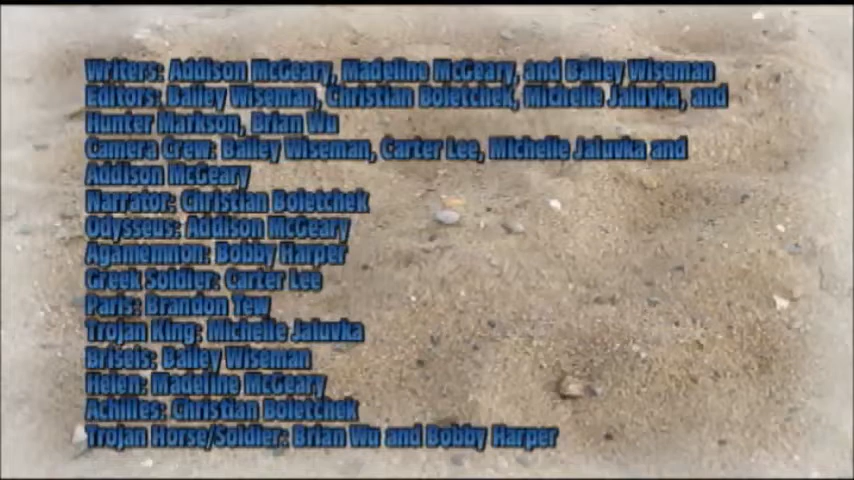 Writers: Addison McGeary, Madeline McGeary, and Bailey Wiseman
Editors: Bailey Wiseman, Christian Boletchek, Michelle Jaluvka, and
Hunter Markson, Brian Wu
Camera Crew: Bailey Wiseman, Carter Lee, Michelle Jaluvka and
Addison McGeary
Narrator: Christian Boletchek
Odysseus: Addison McGeary
Agamemnon: Bobby Harper
Greek Soldier: Carter Lee
Paris: Brandon Tew
Trojan King: Michelle Jaluvka
Briseis: Bailey Wiseman
Helen: Madeline McGeary
Achilles: Christian Boletchek
Trojan Horse/Soldier: Brian Wu and Bobby Harper